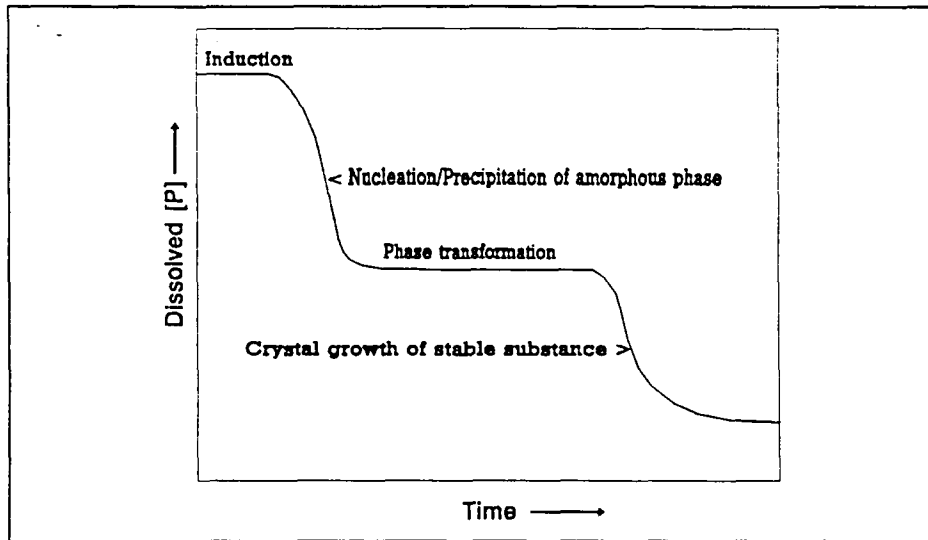 Induction
< Nucleation/Precipitation of amorphous phase
Phase transformation
Crystal growth of stable substance >
Dissolved [P]
Time